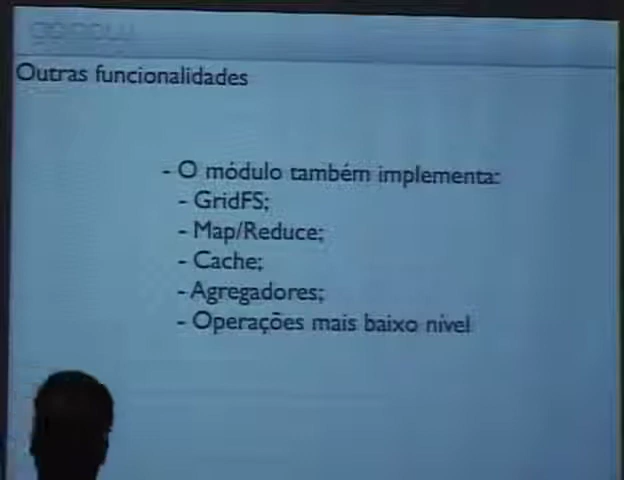 Outras funcionalidades
- O módulo também implementa:
- GridFS;
- Map/Reduce;
- Cache;
- Agregadores;
- Operações mais baixo nível